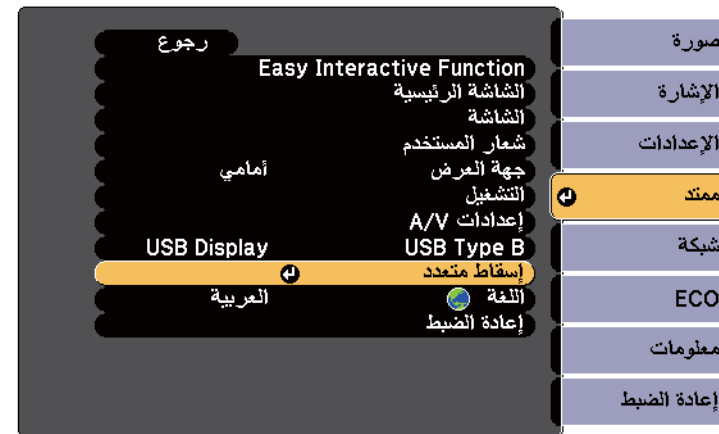 صورة
الإشارة
الإعدادات
ممتد
شبكة
ECO
معلومات
إعادة الضبط
رجوع
Easy Interactive Function
الشاشة الرئيسية
الشاشة
شعار المستخدم
جهة العرض أمامي
التشغيل
إعدادات A/V
USB Type B USB Display
إسقاط متعدد
اللغة العربية
إعادة الضبط